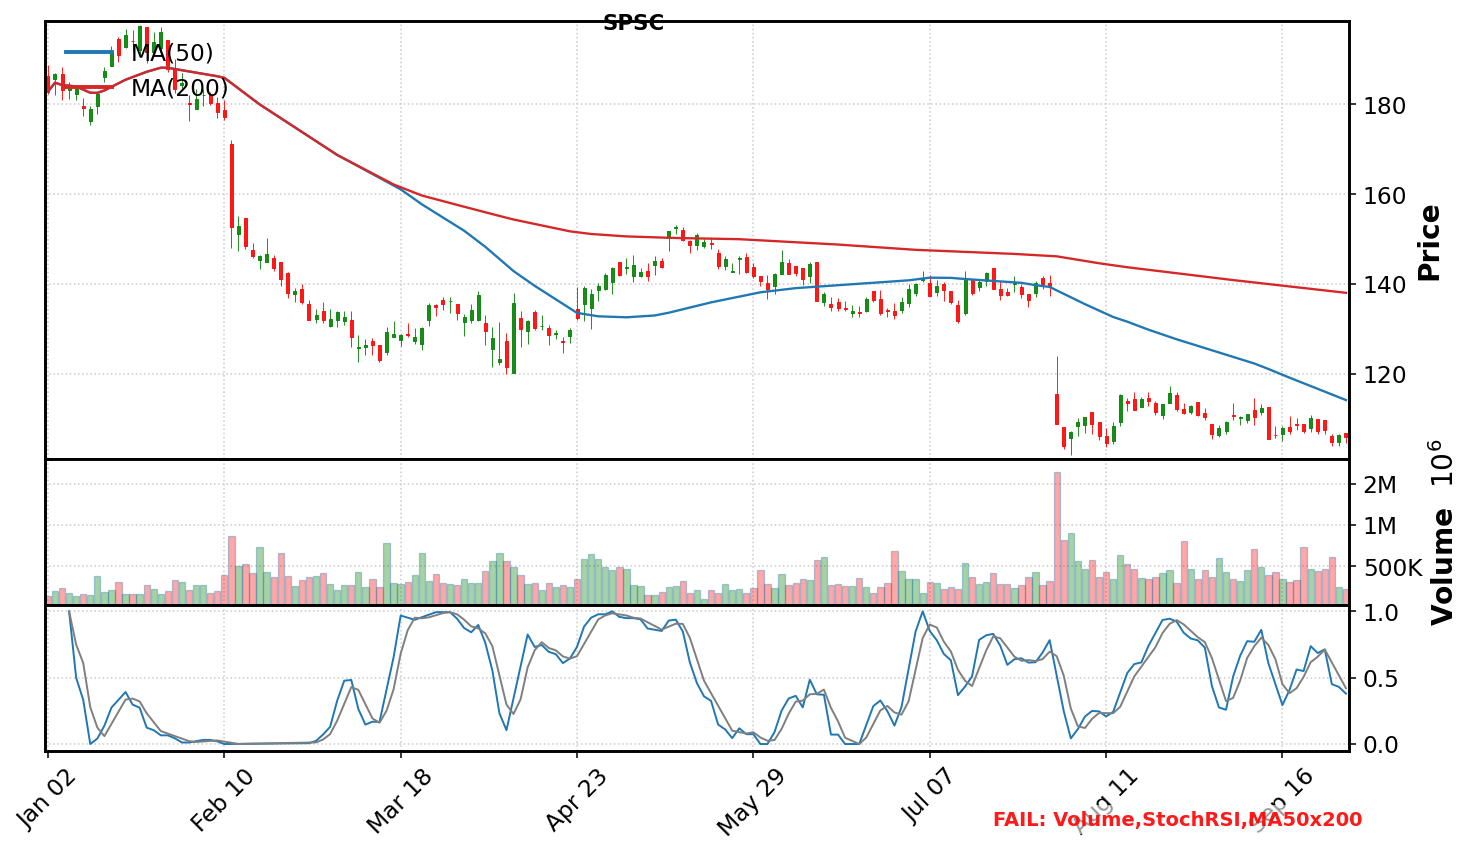 SPSC
MA(50)
MA(200)
180
160
140
120
Price
2M
1M
500K
Volume 10^6
1.0
0.5
0.0
Jan 02
Feb 10
Mar 18
Apr 23
May 29
Jul 07
Aug 11
Sep 16
FAIL: Volume,StochRSI,MA50x200